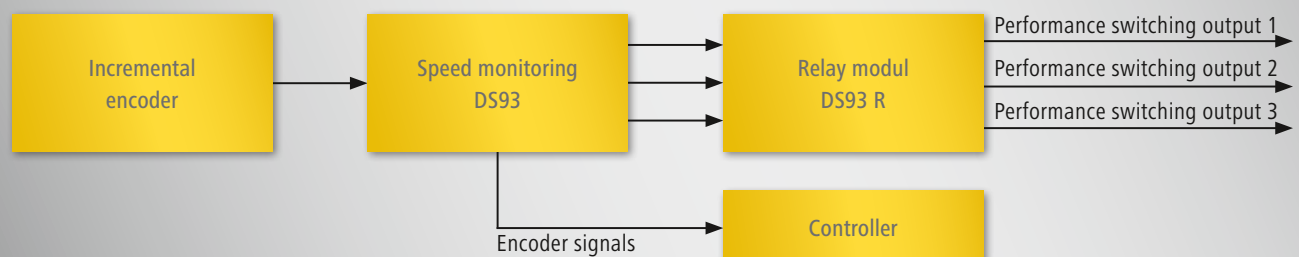 Incremental
encoder
Speed monitoring
DS93
Relay modul
DS93 R
Performance switching output 1
Performance switching output 2
Performance switching output 3
Encoder signals
Controller